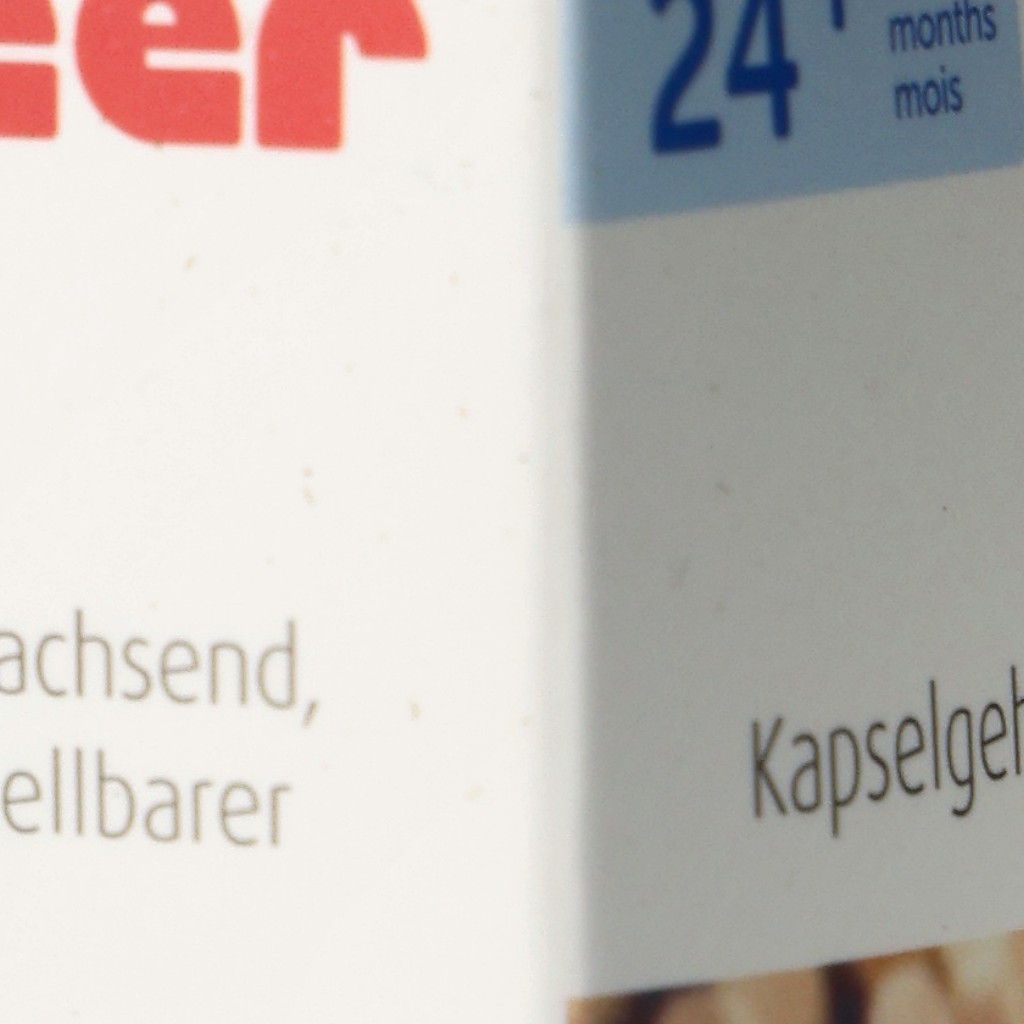 eer
achsend,
ellbarer
24+
months
mois
Kapselgeh